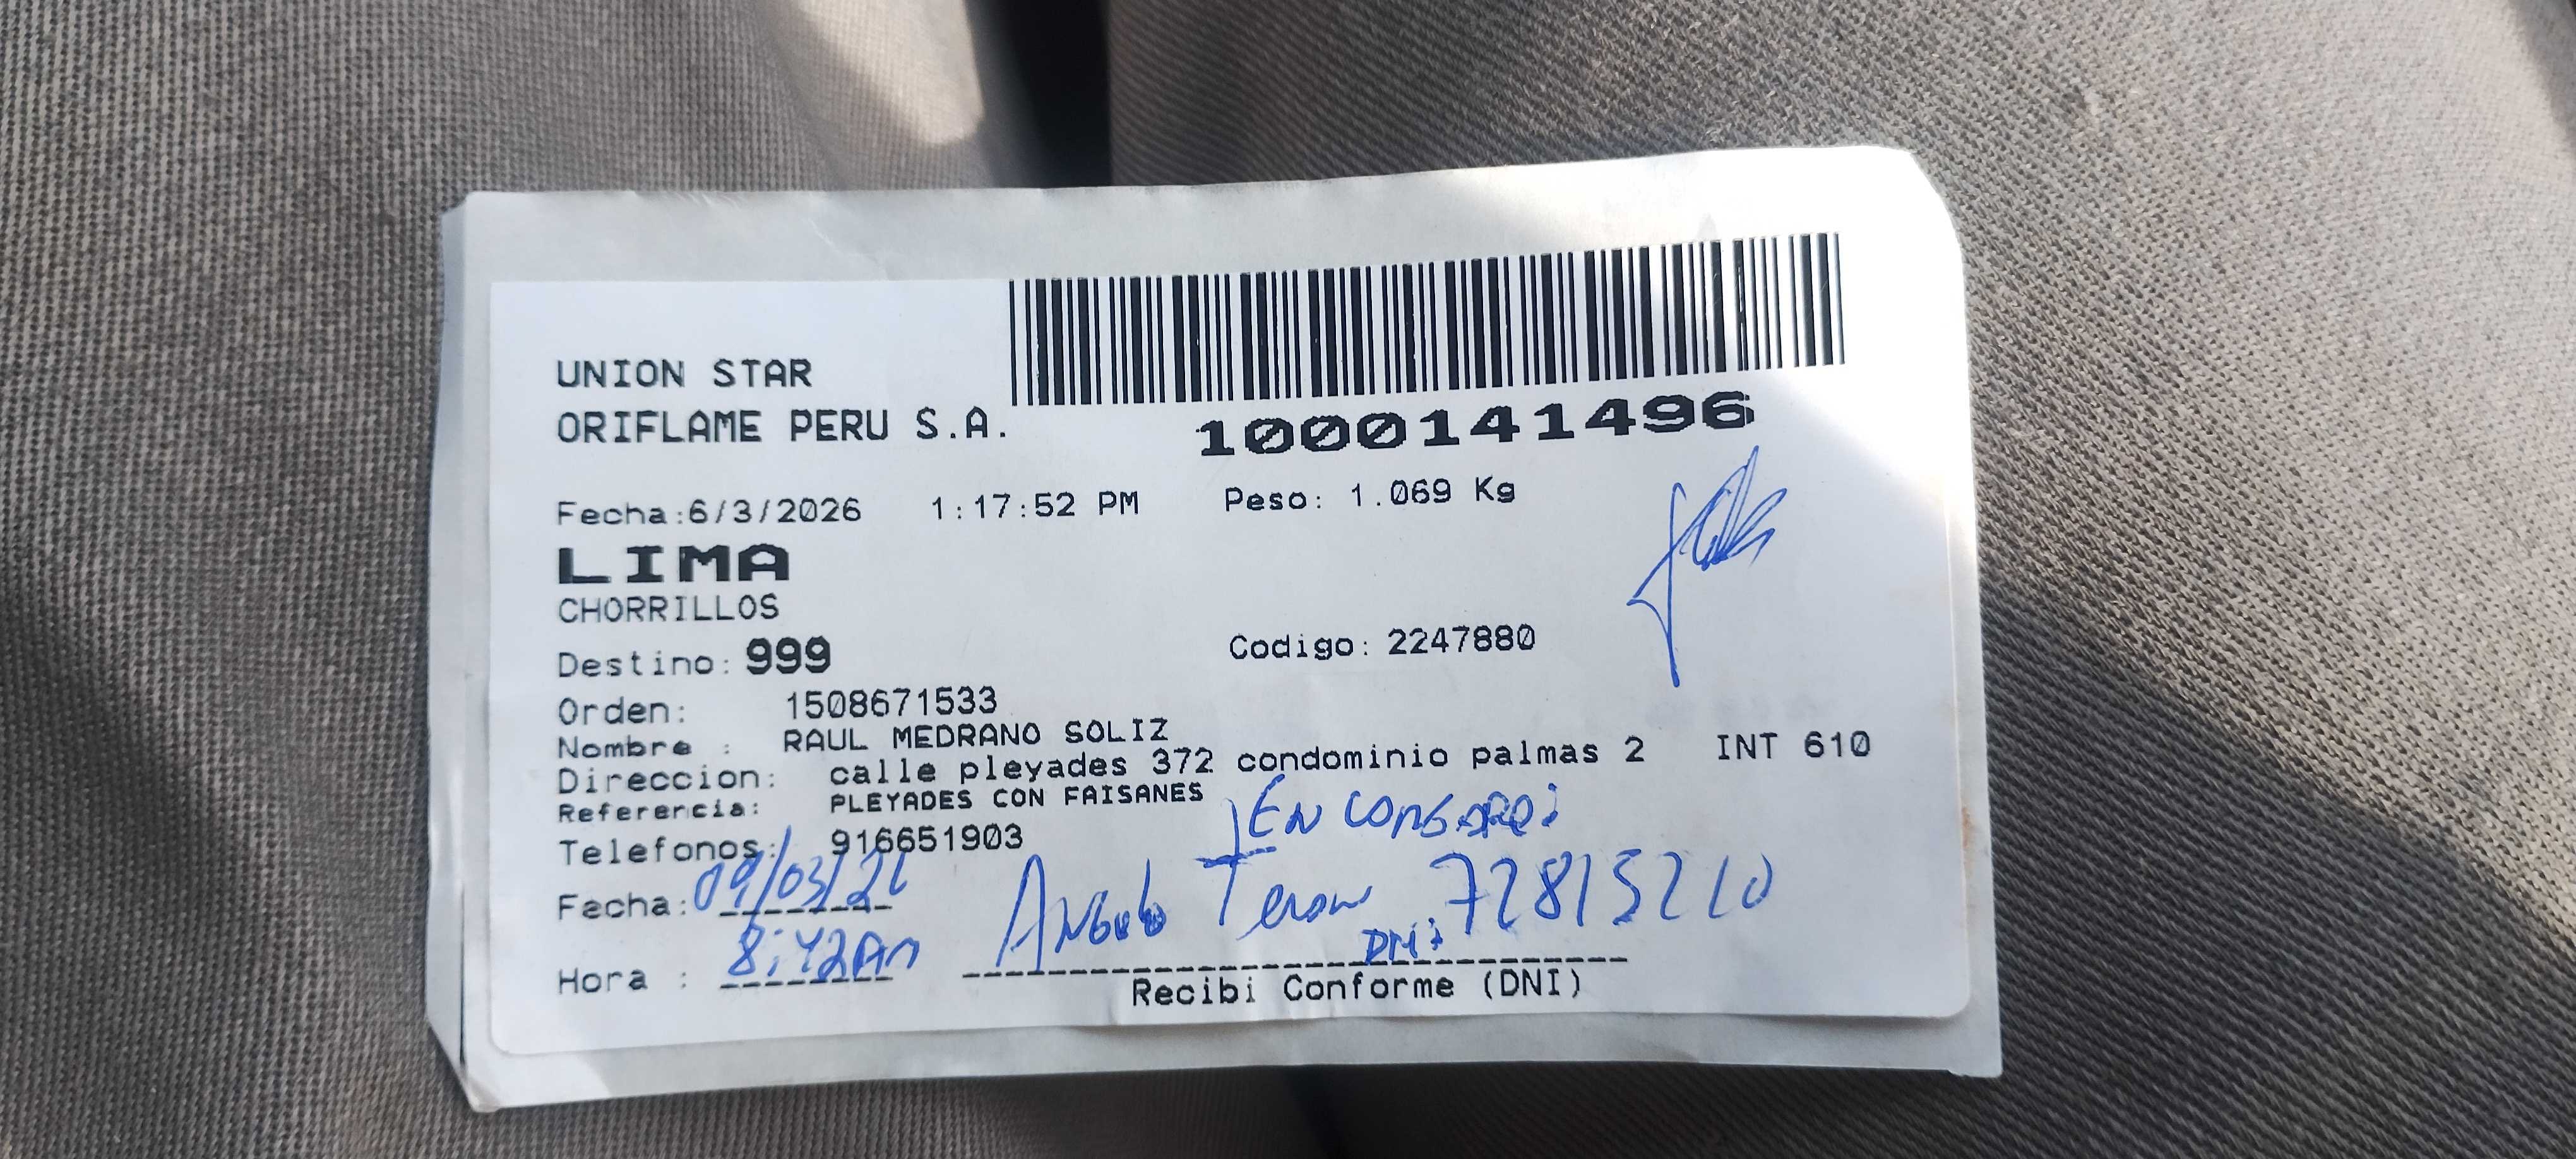 UNION STAR
ORIFLAME PERU S.A.
1000141496
Fecha:6/3/2026 1:17:52 PM Peso: 1.069 Kg
LIMA
CHORRILLOS
Destino: 999 Codigo: 2247880
Orden: 1508671533
Nombre : RAUL MEDRANO SOLIZ
Direccion: calle pleyades 372 condominio palmas 2 INT 610
Referencia: PLEYADES CON FAISANES
EN
Telefonos: 916651903
Fecha: 09/03/26
Teran DNI: 72815210
Hora : 8:42Am
Recibi Conforme (DNI)